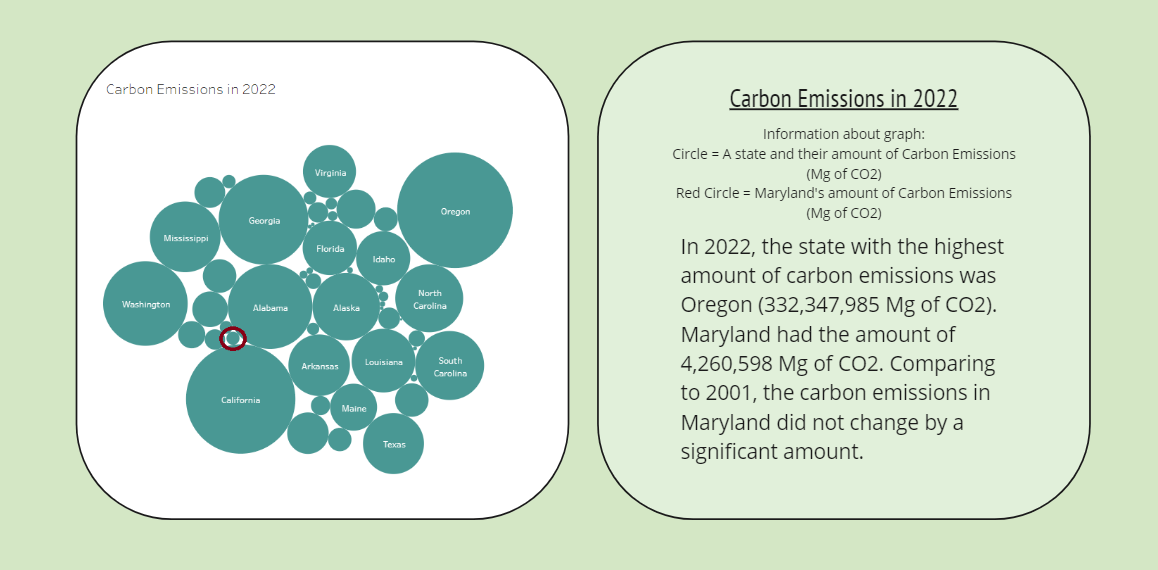 Carbon Emissions in 2022
Virginia
Oregon
Georgia
Mississippi
Florida
Idaho
Washington
Alabama
Alaska
North
Carolina
Arkansas
Louisiana
South
Carolina
California
Maine
Texas
Carbon Emissions in 2022
Information about graph:
Circle = A state and their amount of Carbon Emissions
(Mg of CO2)
Red Circle = Maryland's amount of Carbon Emissions
(Mg of CO2)
In 2022, the state with the highest
amount of carbon emissions was
Oregon (332,347,985 Mg of CO2).
Maryland had the amount of
4,260,598 Mg of CO2. Comparing
to 2001, the carbon emissions in
Maryland did not change by a
significant amount.